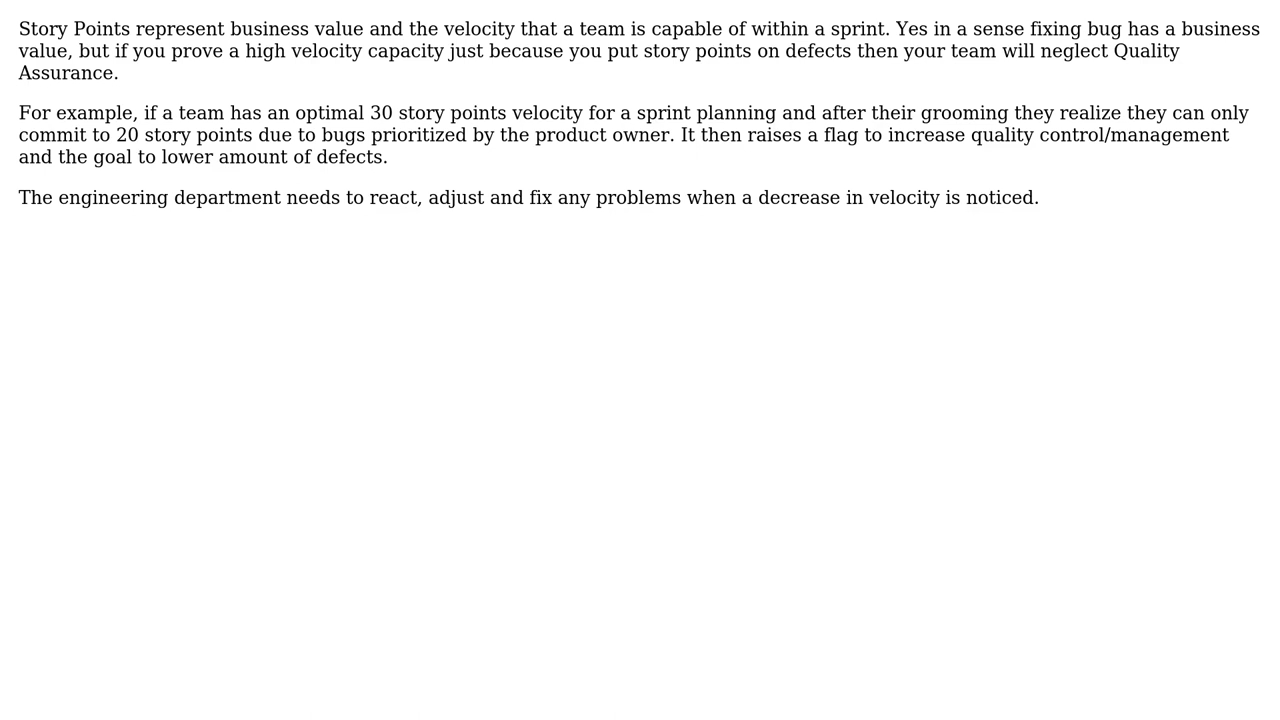 Story Points represent business value and the velocity that a team is capable of within a sprint. Yes in a sense fixing bug has a business
value, but if you prove a high velocity capacity just because you put story points on defects then your team will neglect Quality
Assurance.
For example, if a team has an optimal 30 story points velocity for a sprint planning and after their grooming they realize they can only
commit to 20 story points due to bugs prioritized by the product owner. It then raises a flag to increase quality control/management
and the goal to lower amount of defects.
The engineering department needs to react, adjust and fix any problems when a decrease in velocity is noticed.